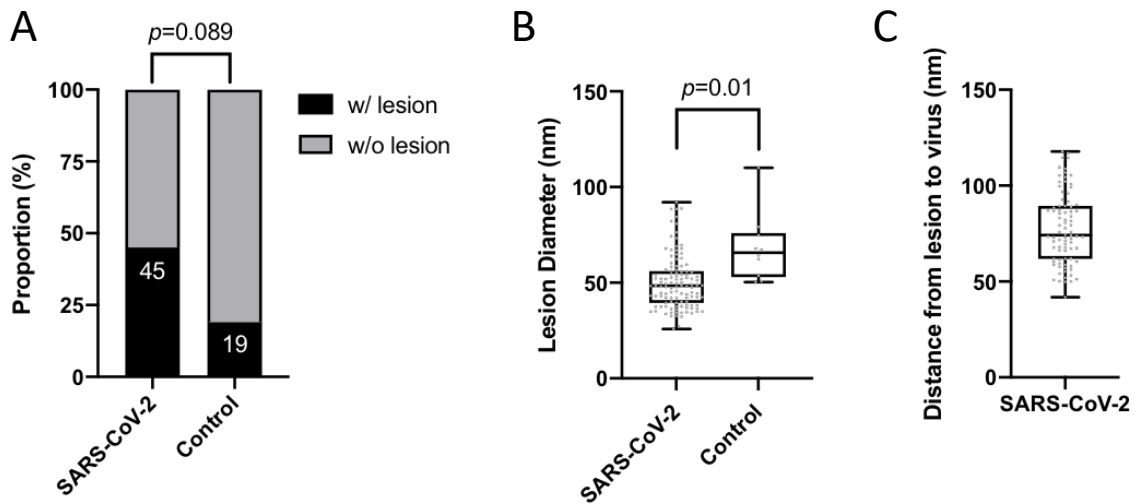 A
p=0.089
Proportion (%)
100
75
50
25
0
45
19
SARS-CoV-2
Control
w/ lesion
w/o lesion
B
p=0.01
Lesion Diameter (nm)
150
100
50
0
SARS-CoV-2
Control
C
Distance from lesion to virus (nm)
150
100
50
0
SARS-CoV-2